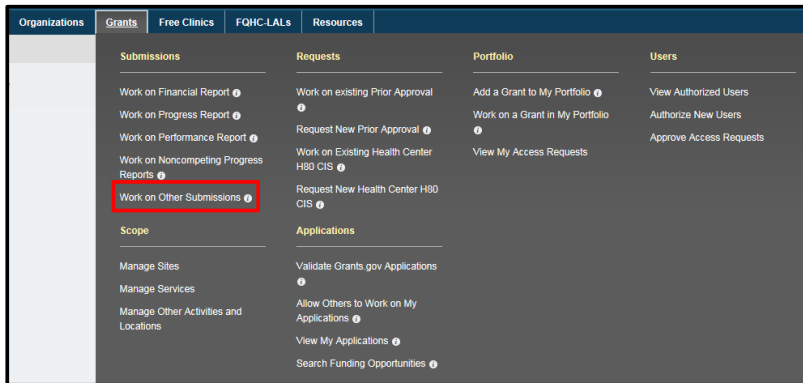 Organizations Grants Free Clinics FQHC-LALs Resources
Submissions
Work on Financial Report
Work on Progress Report
Work on Performance Report
Work on Noncompeting Progress
Reports
Work on Other Submissions
Requests
Work on existing Prior Approval
Request New Prior Approval
Work on Existing Health Center
H80 CIS
Request New Health Center H80
CIS
Portfolio
Add a Grant to My Portfolio
Work on a Grant in My Portfolio
View My Access Requests
Users
View Authorized Users
Authorize New Users
Approve Access Requests
Scope
Manage Sites
Manage Services
Manage Other Activities and
Locations
Applications
Validate Grants.gov Applications
Allow Others to Work on My
Applications
View My Applications
Search Funding Opportunities